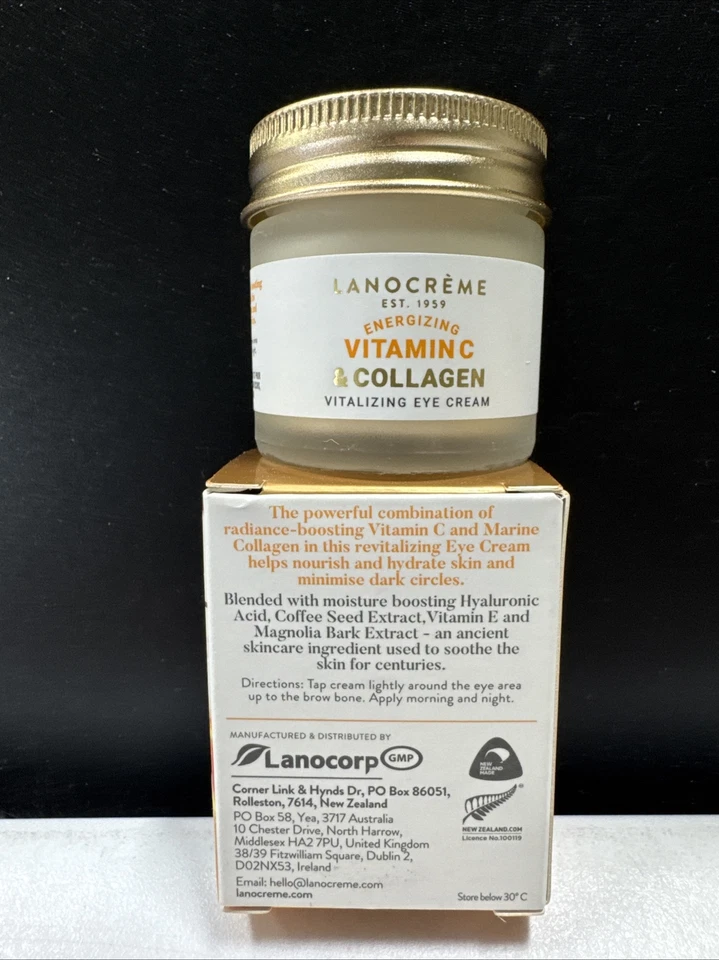 LANOCRÈME
EST. 1959
ENERGIZING
VITAMIN C
& COLLAGEN
VITALIZING EYE CREAM
The powerful combination of
radiance-boosting Vitamin C and Marine
Collagen in this revitalizing Eye Cream
helps nourish and hydrate skin and
minimise dark circles.
Blended with moisture boosting Hyaluronic
Acid, Coffee Seed Extract,Vitamin E and
Magnolia Bark Extract - an ancient
skincare ingredient used to soothe the
skin for centuries.
Directions: Tap cream lightly around the eye area
up to the brow bone. Apply morning and night.
MANUFACTURED & DISTRIBUTED BY
Lanocorp GMP
Corner Link & Hynds Dr, PO Box 86051,
Rolleston, 7614, New Zealand
PO Box 58, Yea, 3717 Australia
10 Chester Drive, North Harrow,
Middlesex HA2 7PU, United Kingdom
38/39 Fitzwilliam Square, Dublin 2,
D02NX53, Ireland
Email: hello@lanocreme.com
lanocreme.com
NEW
ZEALAND
MADE
®
NEW ZEALAND.COM
Licence No.100119
Store below 30° C